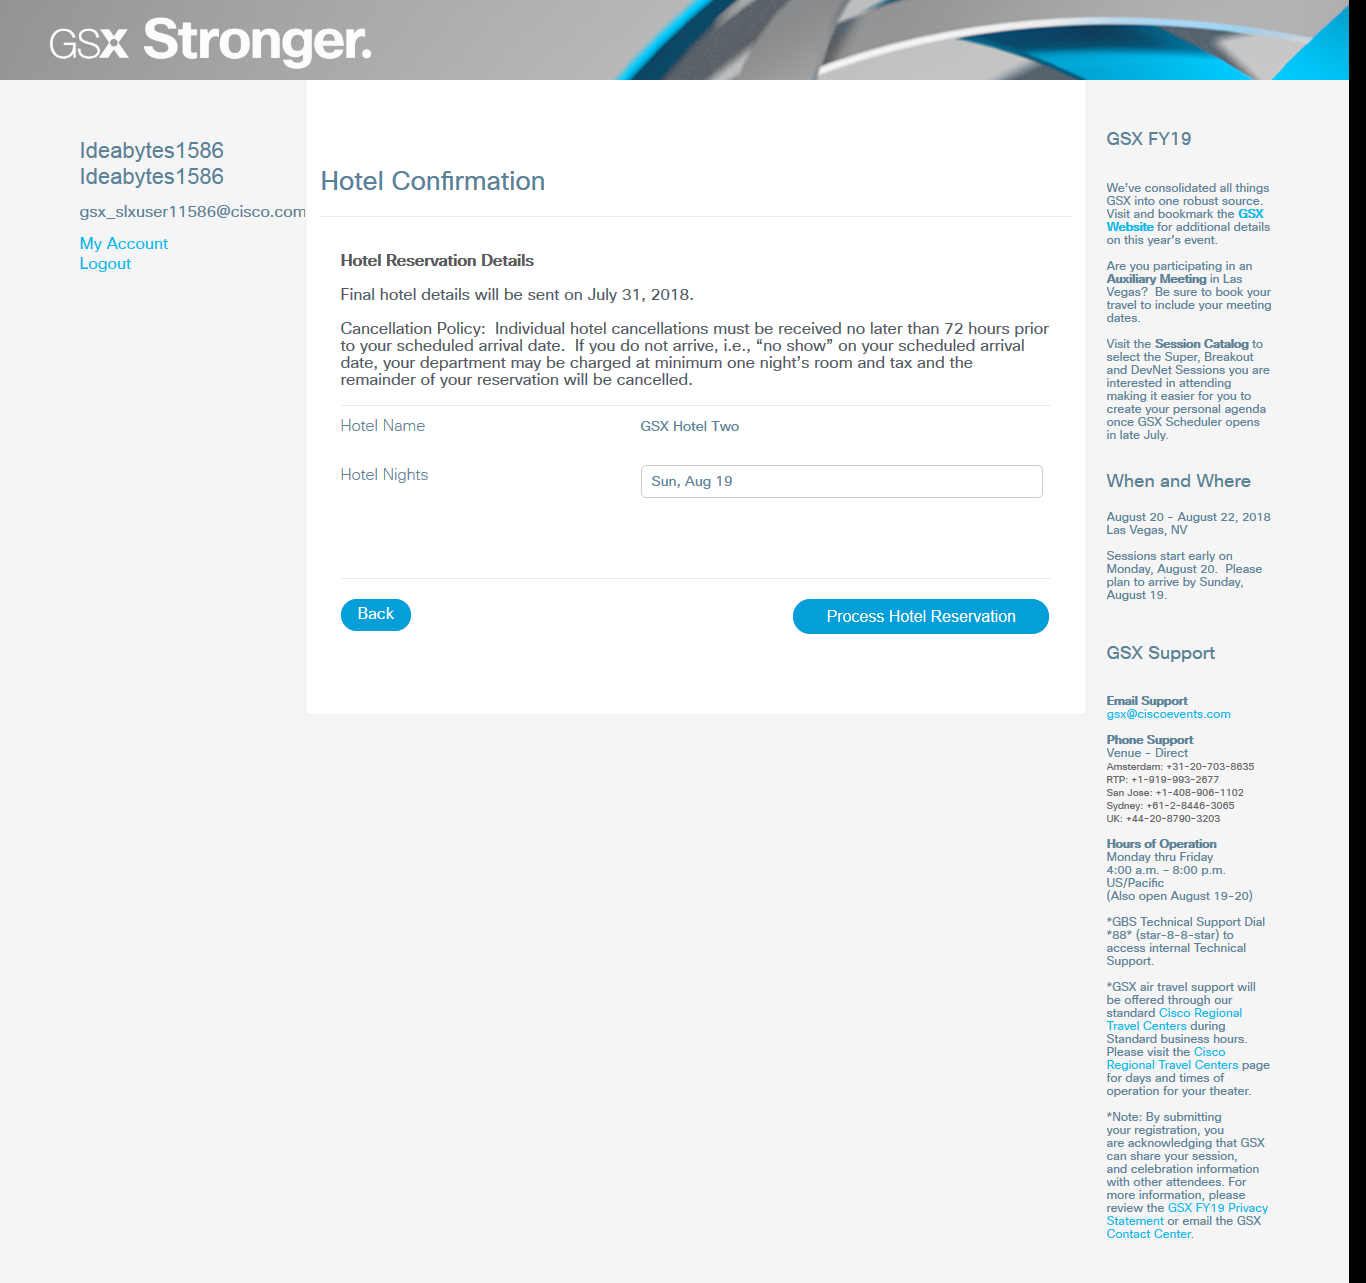 GSX Stronger.
Ideabytes1586
Ideabytes1586
gsx_slxuser11586@cisco.com
My Account
Logout
Hotel Confirmation
Hotel Reservation Details
Final hotel details will be sent on July 31, 2018.
Cancellation Policy:  Individual hotel cancellations must be received no later than 72 hours prior
to your scheduled arrival date.  If you do not arrive, i.e., “no show” on your scheduled arrival
date, your department may be charged at minimum one night’s room and tax and the
remainder of your reservation will be cancelled.
Hotel Name
GSX Hotel Two
Hotel Nights
Sun, Aug 19
Back
Process Hotel Reservation
GSX FY19
We’ve consolidated all things
GSX into one robust source.
Visit and bookmark the GSX
Website for additional details
on this year’s event.
Are you participating in an
Auxiliary Meeting in Las
Vegas?  Be sure to book your
travel to include your meeting
dates.
Visit the Session Catalog to
select the Super, Breakout
and DevNet Sessions you are
interested in attending
making it easier for you to
create your personal agenda
once GSX Scheduler opens
in late July.
When and Where
August 20 - August 22, 2018
Las Vegas, NV
Sessions start early on
Monday, August 20.  Please
plan to arrive by Sunday,
August 19.
GSX Support
Email Support
gsx@ciscoevents.com
Phone Support
Venue - Direct
Amsterdam: +31-20-703-8635
RTP: +1-919-993-2677
San Jose: +1-408-906-1102
Sydney: +61-2-8446-3065
UK: +44-20-8790-3203
Hours of Operation
Monday thru Friday
4:00 a.m. - 8:00 p.m.
US/Pacific
(Also open August 19-20)
*GBS Technical Support Dial
*88* (star-8-8-star) to
access internal Technical
Support.
*GSX air travel support will
be offered through our
standard Cisco Regional
Travel Centers during
Standard business hours.
Please visit the Cisco
Regional Travel Centers page
for days and times of
operation for your theater.
*Note: By submitting
your registration, you
are acknowledging that GSX
can share your session,
and celebration information
with other attendees. For
more information, please
review the GSX FY19 Privacy
Statement or email the GSX
Contact Center.